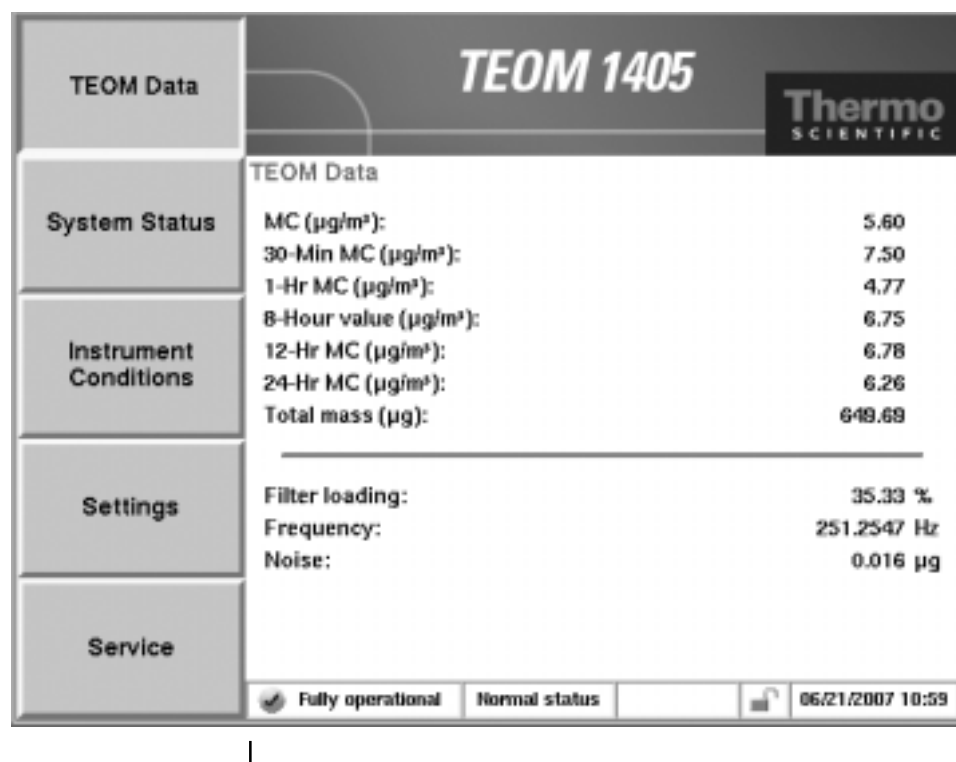 TEOM Data
System Status
Instrument
Conditions
Settings
Service
TEOM 1405
Thermo
SCIENTIFIC
TEOM Data
MC (µg/m³): 5.60
30-Min MC (µg/m³): 7.50
1-Hr MC (µg/m³): 4.77
8-Hour value (µg/m³): 6.75
12-Hr MC (µg/m³): 6.78
24-Hr MC (µg/m³): 6.26
Total mass (µg): 649.69
Filter loading: 35.33 %
Frequency: 251.2547 Hz
Noise: 0.016 µg
Fully operational Normal status 06/21/2007 10:59